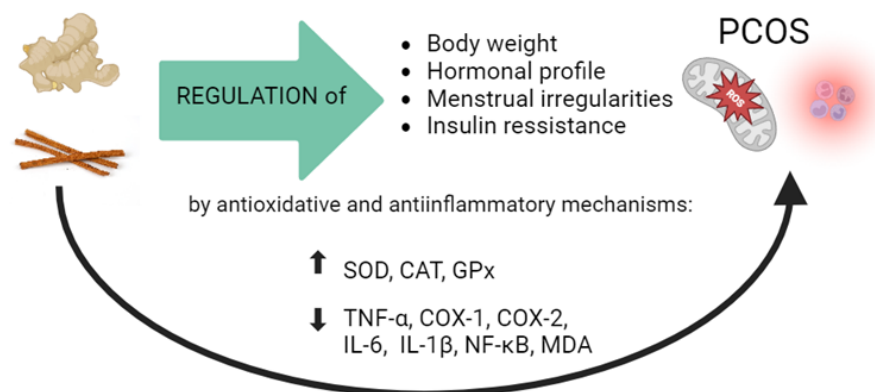 PCOS
REGULATION of
• Body weight
• Hormonal profile
• Menstrual irregularities
• Insulin ressistance
ROS
by antioxidative and antiinflammatory mechanisms:
⬆ SOD, CAT, GPx
⬇ TNF-α, COX-1, COX-2,
IL-6, IL-1β, NF-κB, MDA